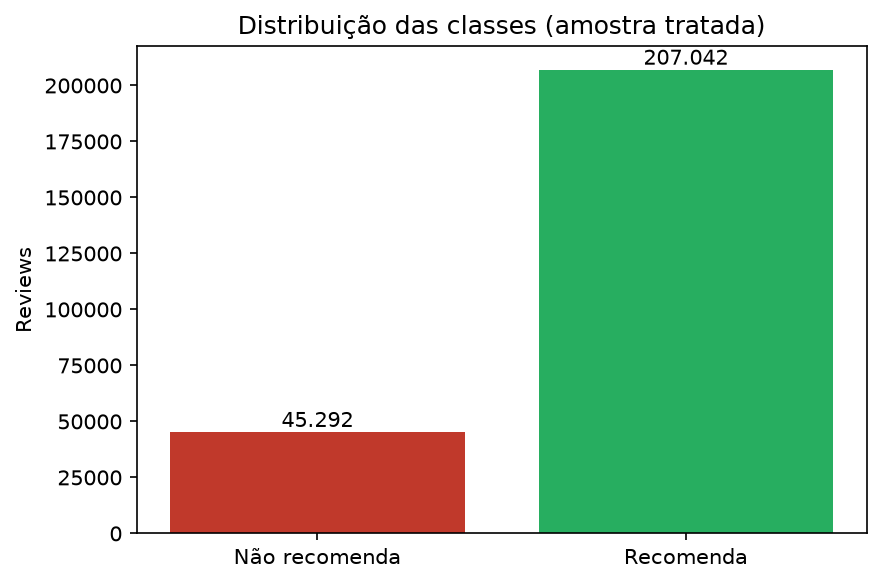 Distribuição das classes (amostra tratada)
207.042
200000
175000
150000
125000
100000
75000
50000
25000
0
Reviews
45.292
Não recomenda
Recomenda